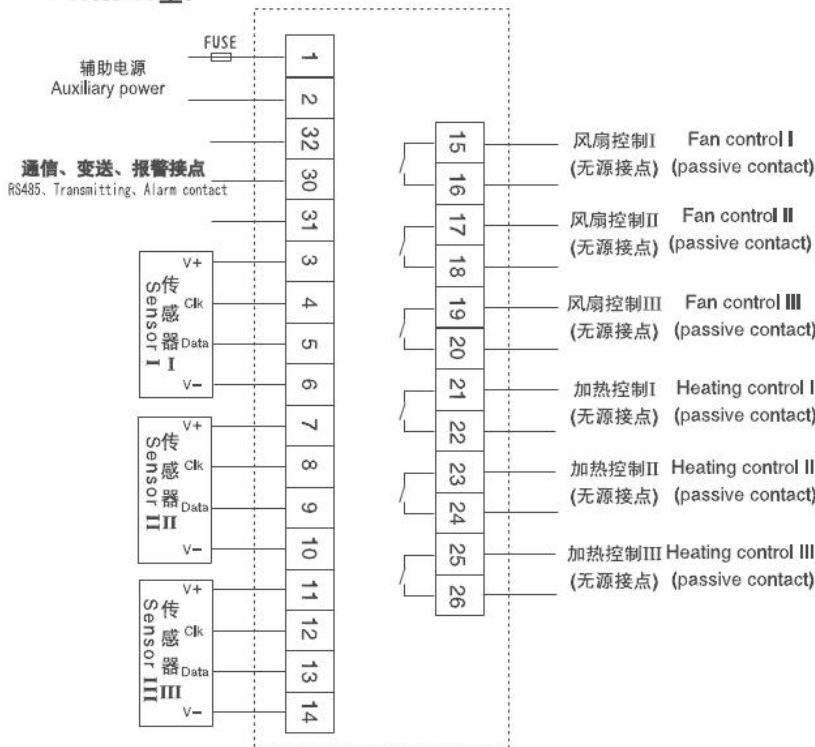 FUSE
辅助电源
Auxiliary power
通信、变送、报警接点
RS485、Transmitting、Alarm contact
1
2
32
30
31
3
4
5
6
7
8
9
10
11
12
13
14
传感器 I
Sensor I
V+
Clk
Data
V-
传感器 II
Sensor II
V+
Clk
Data
V-
传感器 III
Sensor III
V+
Clk
Data
V-
15
16
17
18
19
20
21
22
23
24
25
26
风扇控制I Fan control I
(无源接点) (passive contact)
风扇控制II Fan control II
(无源接点) (passive contact)
风扇控制III Fan control III
(无源接点) (passive contact)
加热控制I Heating control I
(无源接点) (passive contact)
加热控制II Heating control II
(无源接点) (passive contact)
加热控制III Heating control III
(无源接点) (passive contact)